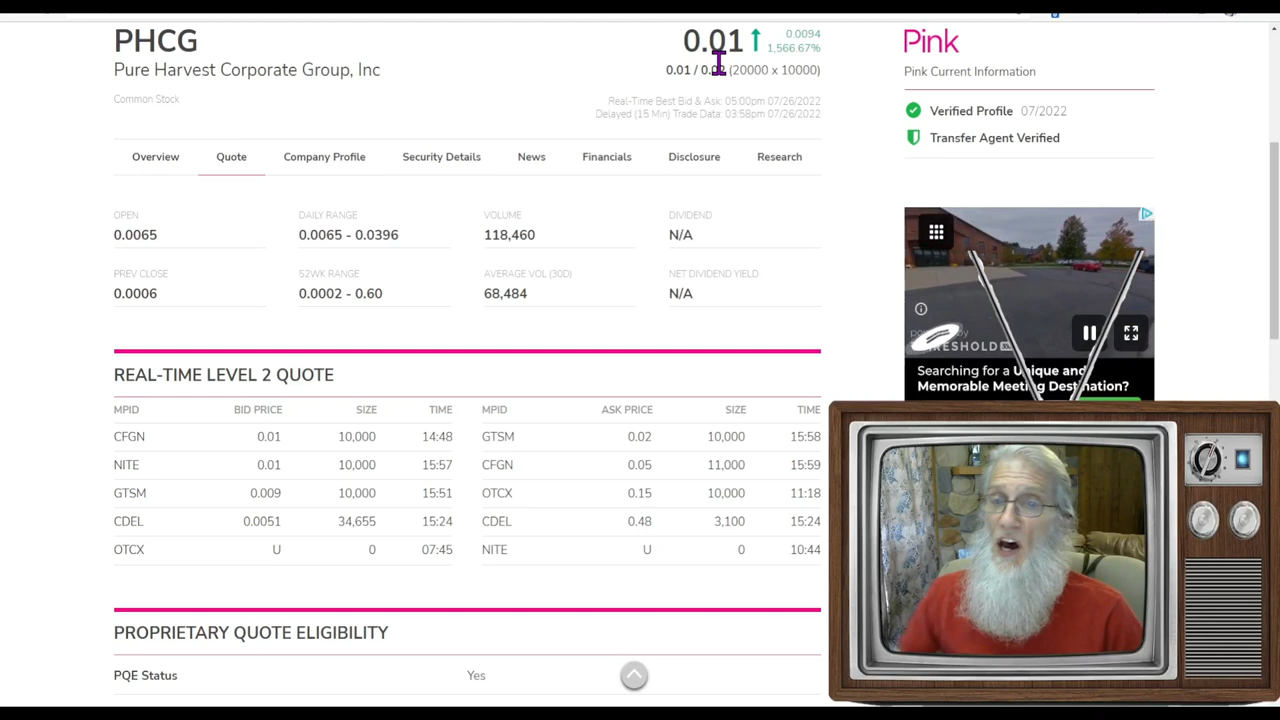 PHCG
0.01 0.0094
1,566.67%
Pure Harvest Corporate Group, Inc
0.01 / (20000 x 10000)
Common Stock
Real-Time Best Bid & Ask: 05:00pm 07/26/2022
Delayed (15 Min) Trade Data: 03:58pm 07/26/2022
Pink
Pink Current Information
Verified Profile 07/2022
Transfer Agent Verified
Overview Quote Company Profile Security Details News Financials Disclosure Research
OPEN DAILY RANGE VOLUME DIVIDEND
0.0065 0.0065 - 0.0396 118,460 N/A
PREV CLOSE 52WK RANGE AVERAGE VOL (30D) NET DIVIDEND YIELD
0.0006 0.0002 - 0.60 68,484 N/A
REAL-TIME LEVEL 2 QUOTE
MPID BID PRICE SIZE TIME MPID ASK PRICE SIZE TIME
CFGN 0.01 10,000 14:48 GTSM 0.02 10,000 15:58
NITE 0.01 10,000 15:57 CFGN 0.05 11,000 15:59
GTSM 0.009 10,000 15:51 OTCX 0.15 10,000 11:18
CDEL 0.0051 34,655 15:24 CDEL 0.48 3,100 15:24
OTCX U 0 07:45 NITE U 0 10:44
PROPRIETARY QUOTE ELIGIBILITY
PQE Status Yes
Searching for a Unique and
Memorable Meeting Destination?